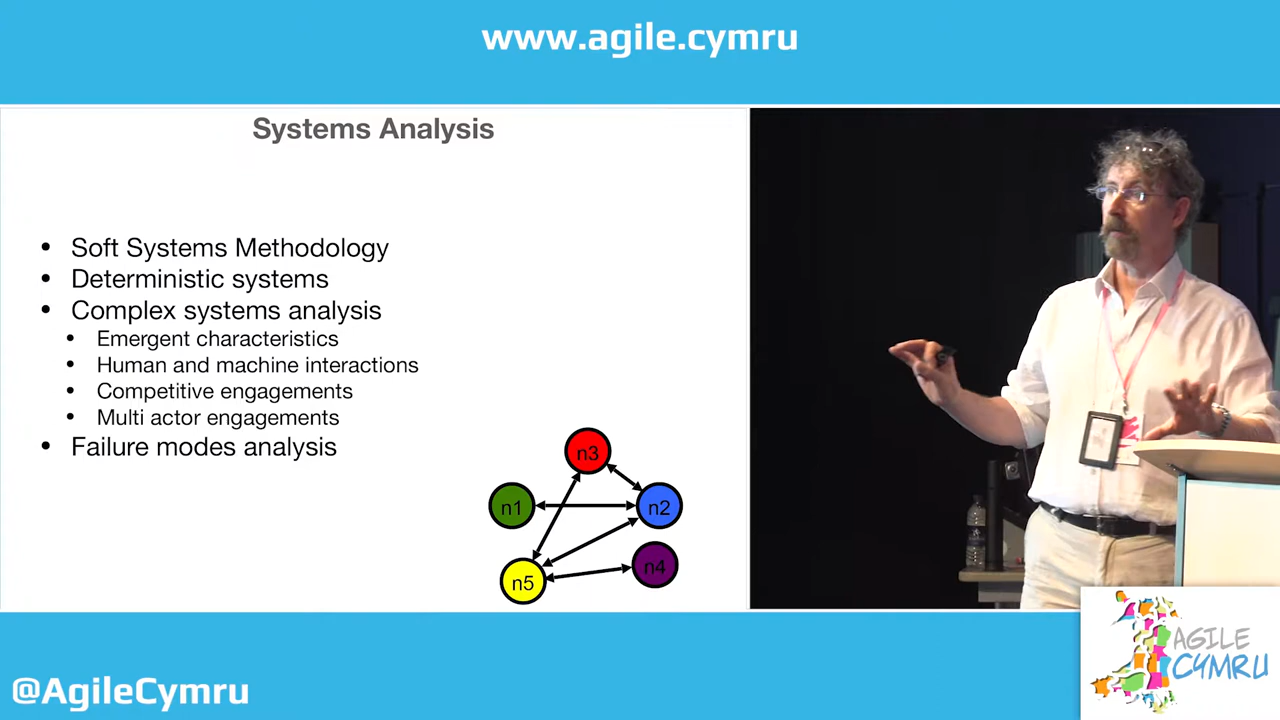 www.agile.cymru
Systems Analysis
• Soft Systems Methodology
• Deterministic systems
• Complex systems analysis
• Emergent characteristics
• Human and machine interactions
• Competitive engagements
• Multi actor engagements
• Failure modes analysis
n3
n1
n2
n4
n5
@AgileCymru
AGILE
CYMRU